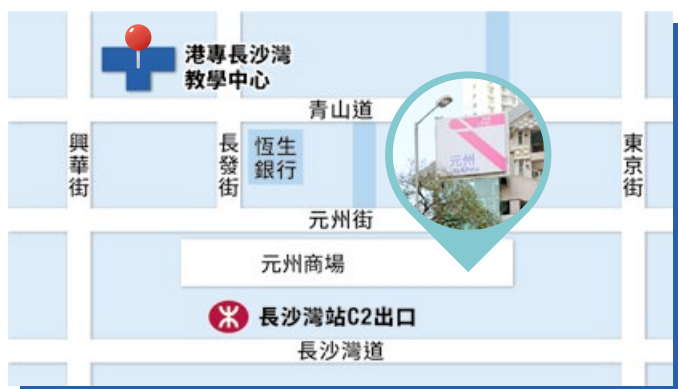 港專長沙灣
教學中心
青山道
興華街
長發街
恆生
銀行
東京街
元州
元州街
元州商場
長沙灣站C2出口
長沙灣道